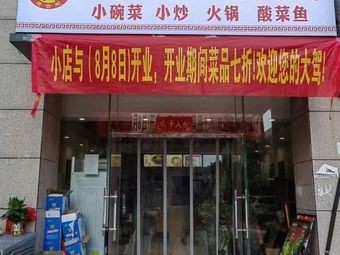 小碗菜 小炒 火锅 酸菜鱼
小店与(8月8日)开业，开业期间菜品七折!欢迎您的大驾!